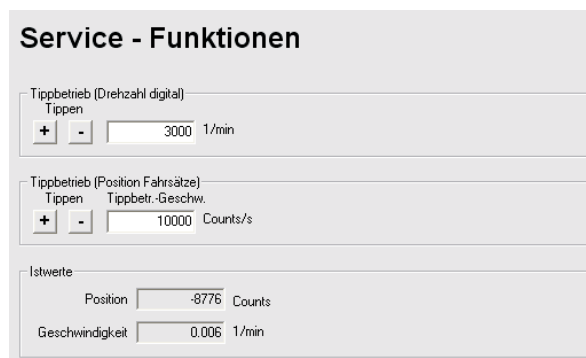 Service - Funktionen
Tippbetrieb (Drehzahl digital)
Tippen
+ - 3000 1/min
Tippbetrieb (Position Fahrsätze)
Tippen Tippbetr.-Geschw.
+ - 10000 Counts/s
Istwerte
Position -8776 Counts
Geschwindigkeit 0.006 1/min